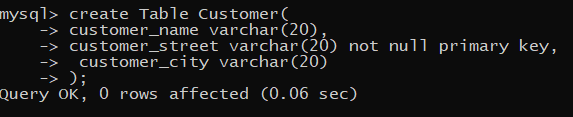 mysql> create Table Customer(
    -> customer_name varchar(20),
    -> customer_street varchar(20) not null primary key,
    ->  customer_city varchar(20)
    -> );
Query OK, 0 rows affected (0.06 sec)